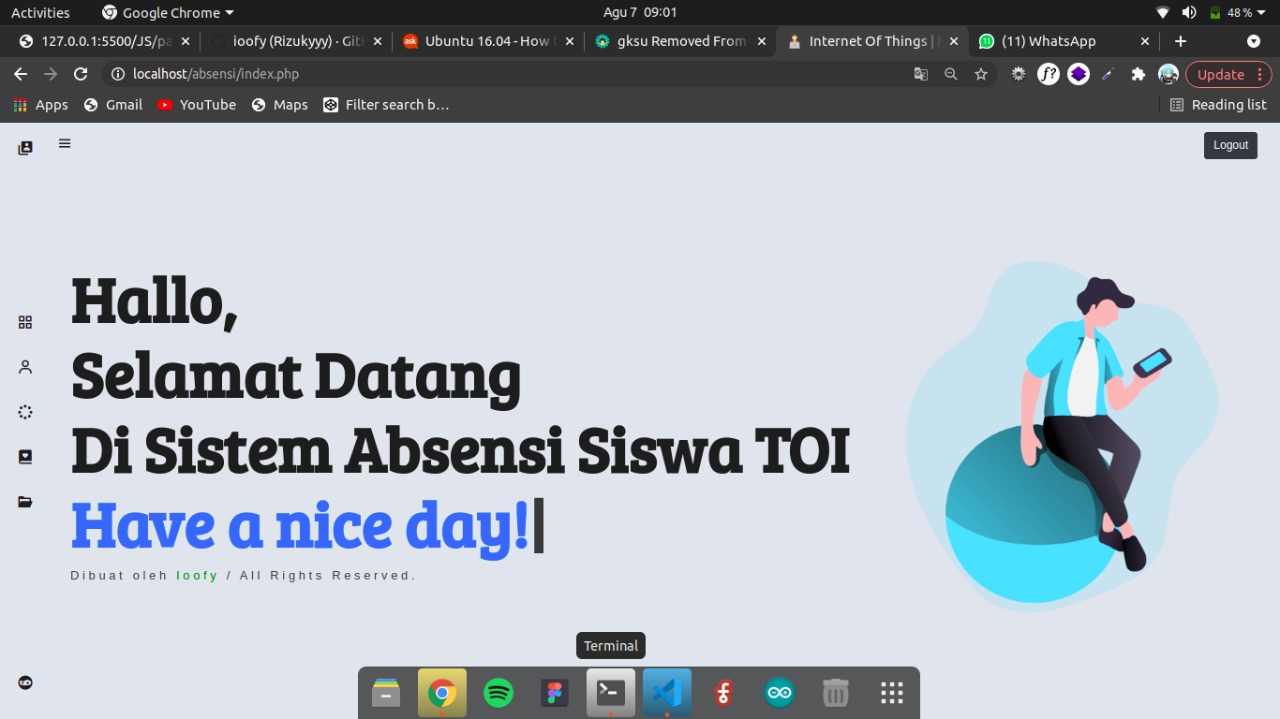 Activities Google Chrome Agu 7 09:01 48 %
127.0.0.1:5500/JS/pa ioofy (Rizukyyy) · Git Ubuntu 16.04 - How t gksu Removed From Internet Of Things | (11) WhatsApp
localhost/absensi/index.php f? Update
Apps Gmail YouTube Maps Filter search b... Reading list
Logout
Hallo,
Selamat Datang
Di Sistem Absensi Siswa TOI
Have a nice day!
Dibuat oleh Ioofy / All Rights Reserved.
Terminal